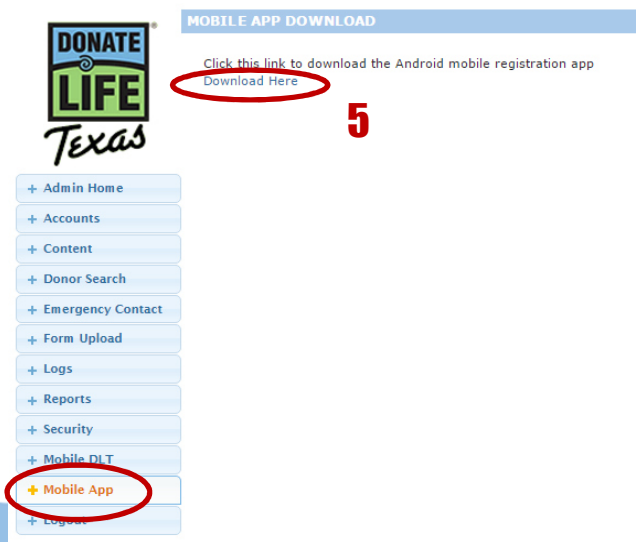 DONATE
LIFE
Texas
MOBILE APP DOWNLOAD
Click this link to download the Android mobile registration app
Download Here
5
+ Admin Home
+ Accounts
+ Content
+ Donor Search
+ Emergency Contact
+ Form Upload
+ Logs
+ Reports
+ Security
+ Mobile DLT
+ Mobile App
+ Logout